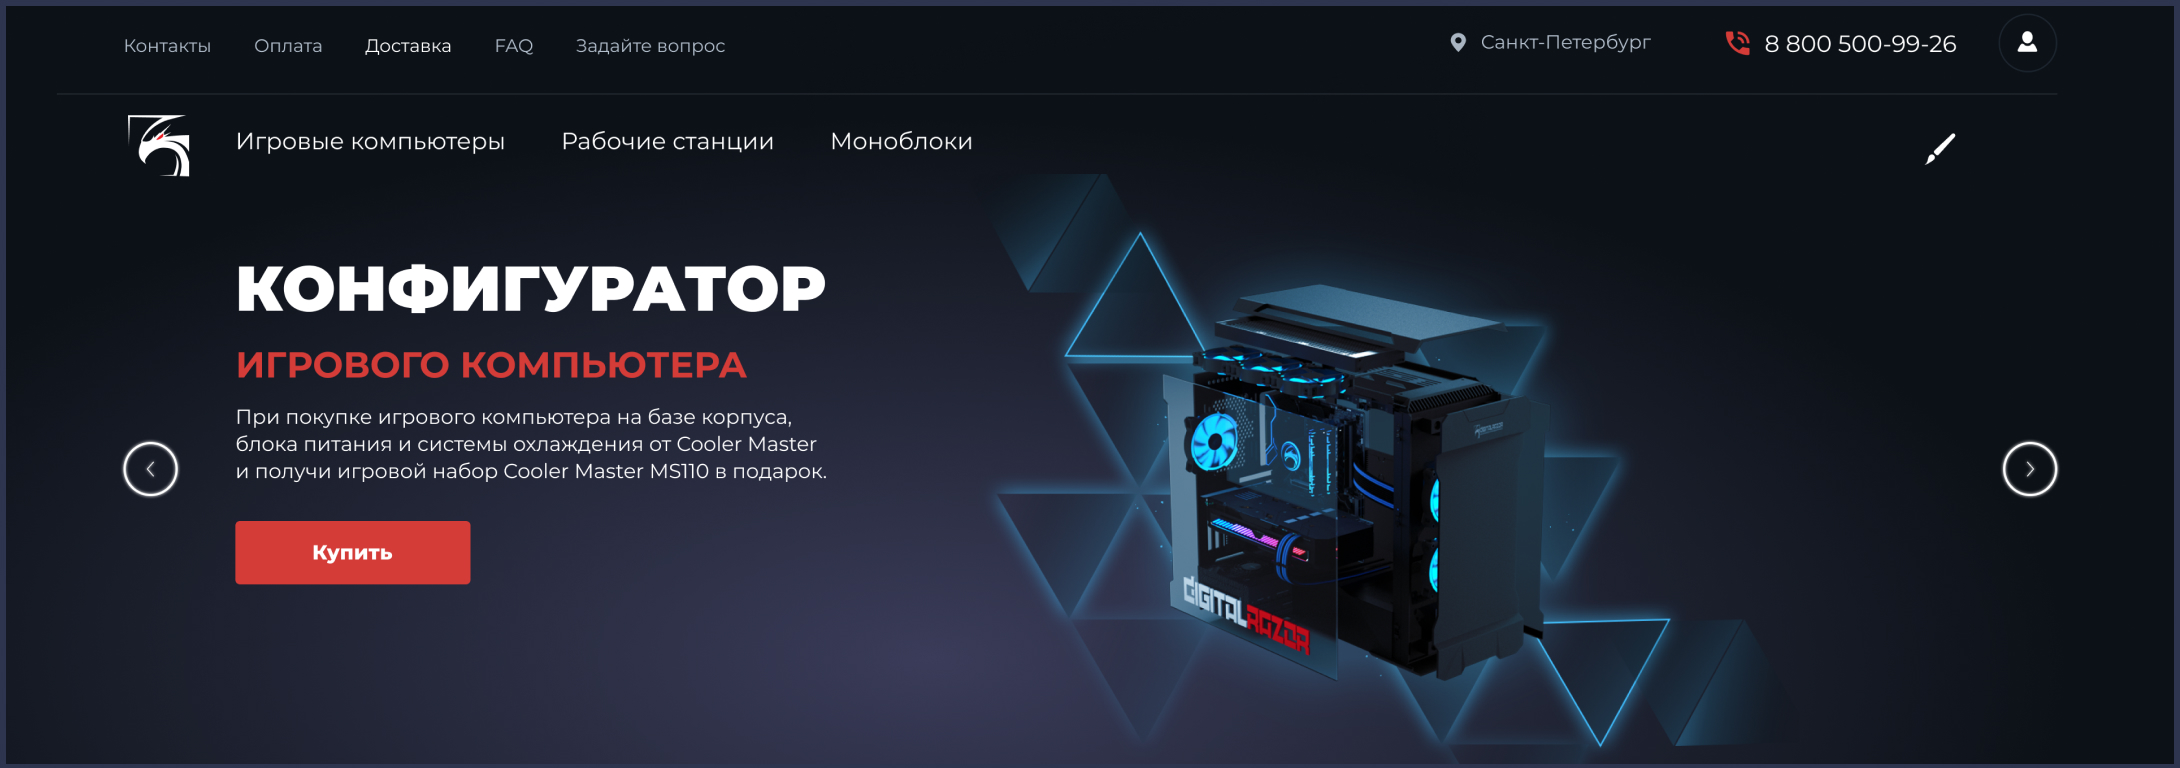 Контакты Оплата Доставка FAQ Задайте вопрос Санкт-Петербург 8 800 500-99-26
Игровые компьютеры Рабочие станции Моноблоки
КОНФИГУРАТОР
ИГРОВОГО КОМПЬЮТЕРА
При покупке игрового компьютера на базе корпуса,
блока питания и системы охлаждения от Cooler Master
и получи игровой набор Cooler Master MS110 в подарок.
Купить
DIGITALRAZOR